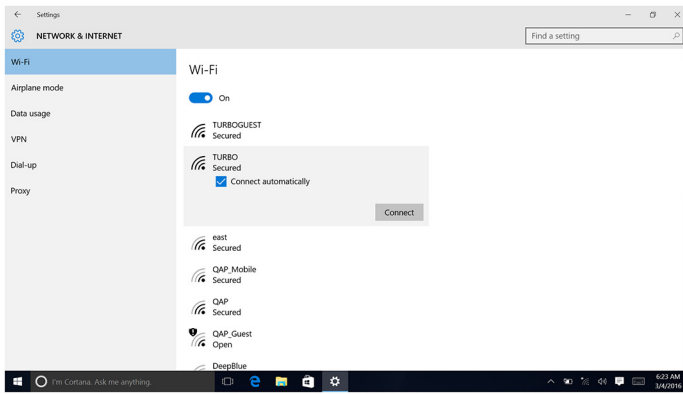 Settings
NETWORK & INTERNET
Find a setting
Wi-Fi
Airplane mode
Data usage
VPN
Dial-up
Proxy
Wi-Fi
On
TURBOGUEST
Secured
TURBO
Secured
Connect automatically
Connect
east
Secured
QAP_Mobile
Secured
QAP
Secured
QAP_Guest
Open
DeepBlue
I'm Cortana. Ask me anything.
6:23 AM
3/4/2016